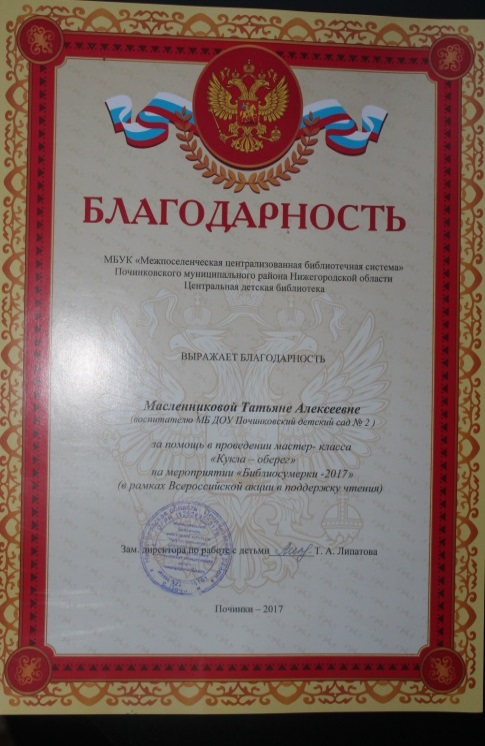 БЛАГОДАРНОСТЬ
МБУК «Межпоселенческая централизованная библиотечная система»
Починковского муниципального района Нижегородской области
Центральная детская библиотека
ВЫРАЖАЕТ БЛАГОДАРНОСТЬ
Масленниковой Татьяне Алексеевне
(воспитателю МБ ДОУ Починковский детский сад № 2 )
за помощь в проведении мастер- класса
«Кукла – оберег»
на мероприятии «Библиосумерки -2017»
(в рамках Всероссийской акции в поддержку чтения)
Зам. директора по работе с детьми Т. А. Липатова
Починки – 2017